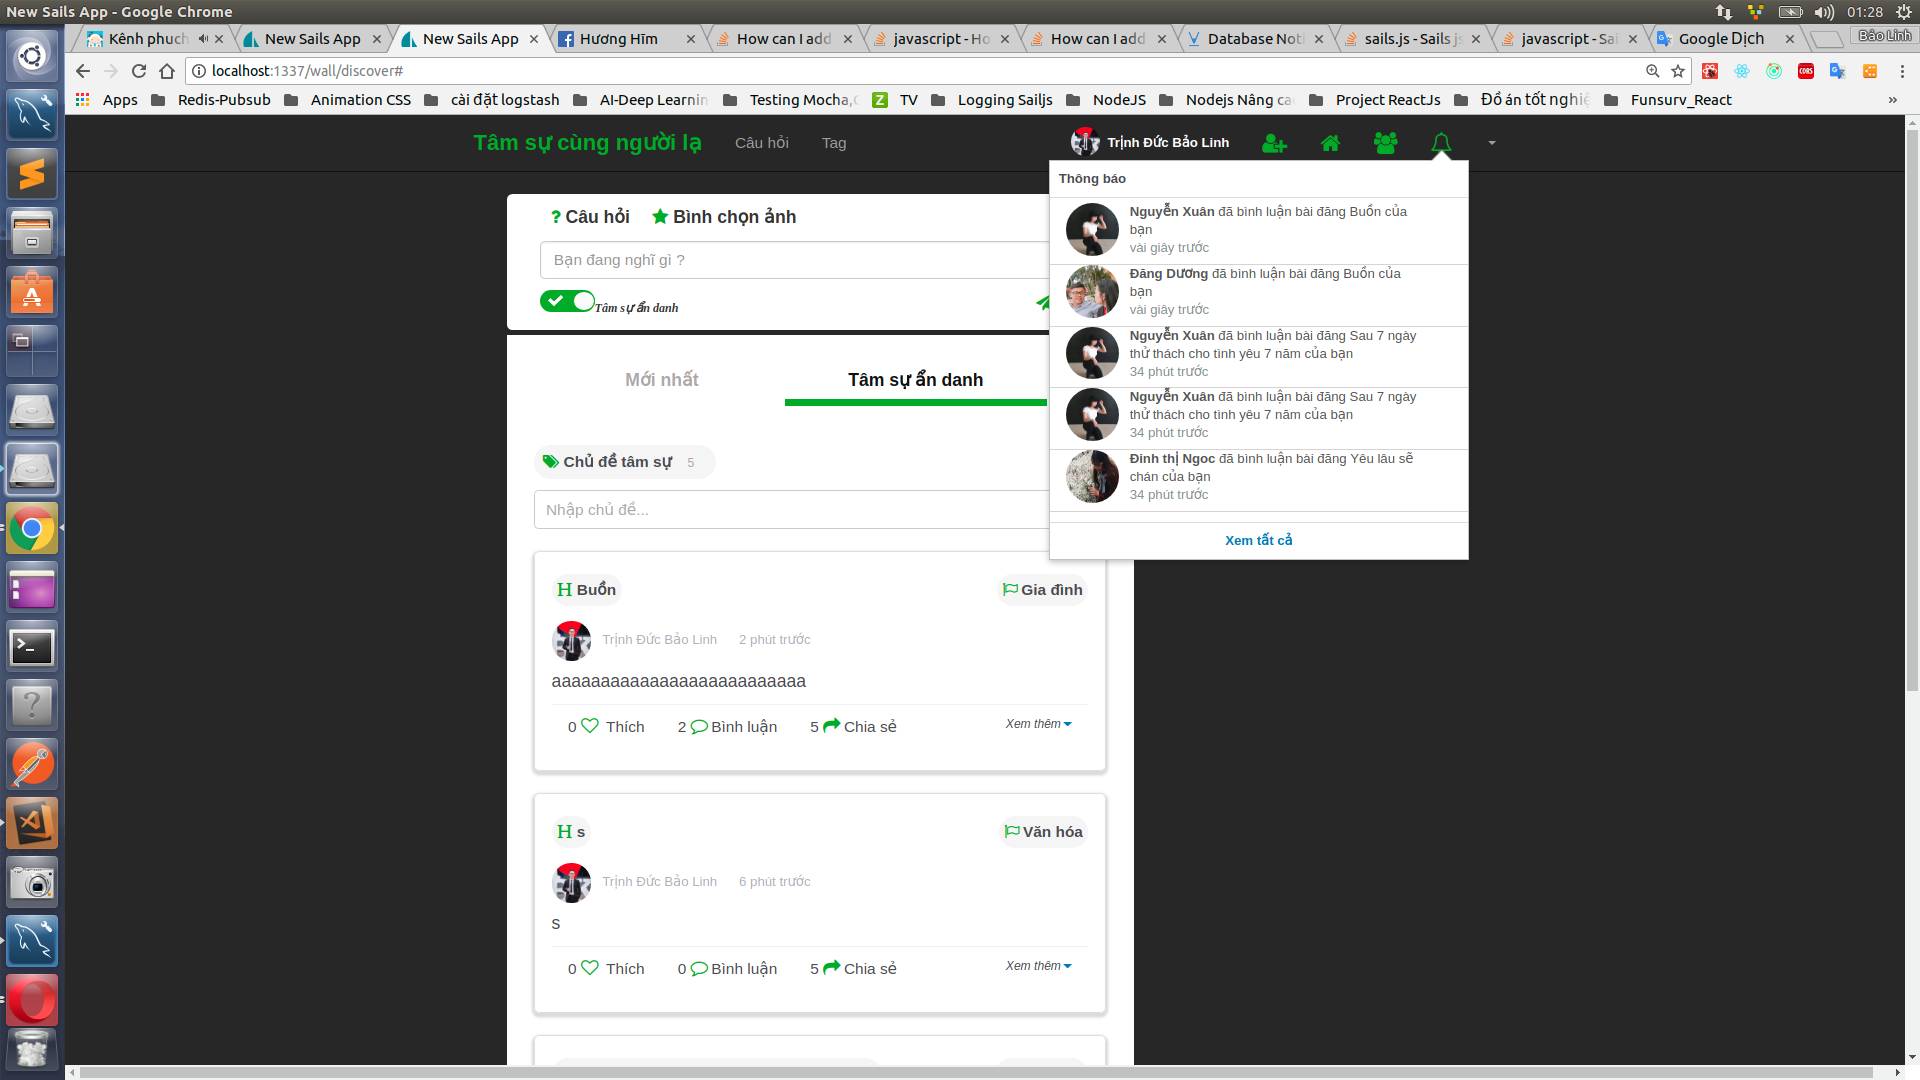 New Sails App - Google Chrome
01:28
Kênh phuch
New Sails App
New Sails App
Hương Hĩm
How can I add
javascript - Ho
How can I add
Database Noti
sails.js - Sails js
javascript - Sai
Google Dịch
Bảo Linh
localhost:1337/wall/discover#
Apps
Redis-Pubsub
Animation CSS
cài đặt logstash
AI-Deep Learnin
Testing Mocha,C
TV
Logging Sailjs
NodeJS
Nodejs Nâng ca
Project ReactJs
Đồ án tốt nghiệ
Funsurv_React
»
Tâm sự cùng người lạ
Câu hỏi
Tag
Trịnh Đức Bảo Linh
? Câu hỏi
Bình chọn ảnh
Bạn đang nghĩ gì ?
Tâm sự ẩn danh
Thông báo
Nguyễn Xuân đã bình luận bài đăng Buồn của
bạn
vài giây trước
Đăng Dương đã bình luận bài đăng Buồn của
bạn
vài giây trước
Nguyễn Xuân đã bình luận bài đăng Sau 7 ngày
thử thách cho tình yêu 7 năm của bạn
34 phút trước
Nguyễn Xuân đã bình luận bài đăng Sau 7 ngày
thử thách cho tình yêu 7 năm của bạn
34 phút trước
Đinh thị Ngoc đã bình luận bài đăng Yêu lâu sẽ
chán của bạn
34 phút trước
Xem tất cả
Mới nhất
Tâm sự ẩn danh
Chủ đề tâm sự 5
Nhập chủ đề...
H Buồn
Gia đình
Trịnh Đức Bảo Linh 2 phút trước
aaaaaaaaaaaaaaaaaaaaaaaaaa
0 Thích 2 Bình luận 5 Chia sẻ
Xem thêm
H s
Văn hóa
Trịnh Đức Bảo Linh 6 phút trước
s
0 Thích 0 Bình luận 5 Chia sẻ
Xem thêm